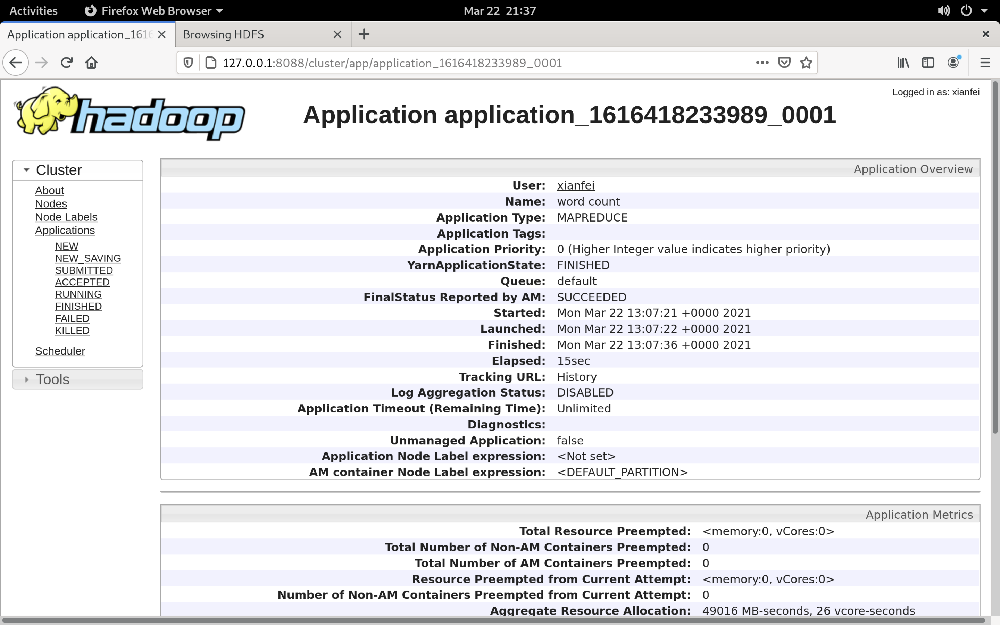 Activities
Firefox Web Browser
Mar 22 21:37
Application application_1616
Browsing HDFS
127.0.0.1:8088/cluster/app/application_1616418233989_0001
hadoop
Logged in as: xianfei
Application application_1616418233989_0001
Cluster
About
Nodes
Node Labels
Applications
NEW
NEW_SAVING
SUBMITTED
ACCEPTED
RUNNING
FINISHED
FAILED
KILLED
Scheduler
Tools
Application Overview
User: xianfei
Name: word count
Application Type: MAPREDUCE
Application Tags:
Application Priority: 0 (Higher Integer value indicates higher priority)
YarnApplicationState: FINISHED
Queue: default
FinalStatus Reported by AM: SUCCEEDED
Started: Mon Mar 22 13:07:21 +0000 2021
Launched: Mon Mar 22 13:07:22 +0000 2021
Finished: Mon Mar 22 13:07:36 +0000 2021
Elapsed: 15sec
Tracking URL: History
Log Aggregation Status: DISABLED
Application Timeout (Remaining Time): Unlimited
Diagnostics:
Unmanaged Application: false
Application Node Label expression: <Not set>
AM container Node Label expression: <DEFAULT_PARTITION>
Application Metrics
Total Resource Preempted: <memory:0, vCores:0>
Total Number of Non-AM Containers Preempted: 0
Total Number of AM Containers Preempted: 0
Resource Preempted from Current Attempt: <memory:0, vCores:0>
Number of Non-AM Containers Preempted from Current Attempt: 0
Aggregate Resource Allocation: 49016 MB-seconds, 26 vcore-seconds